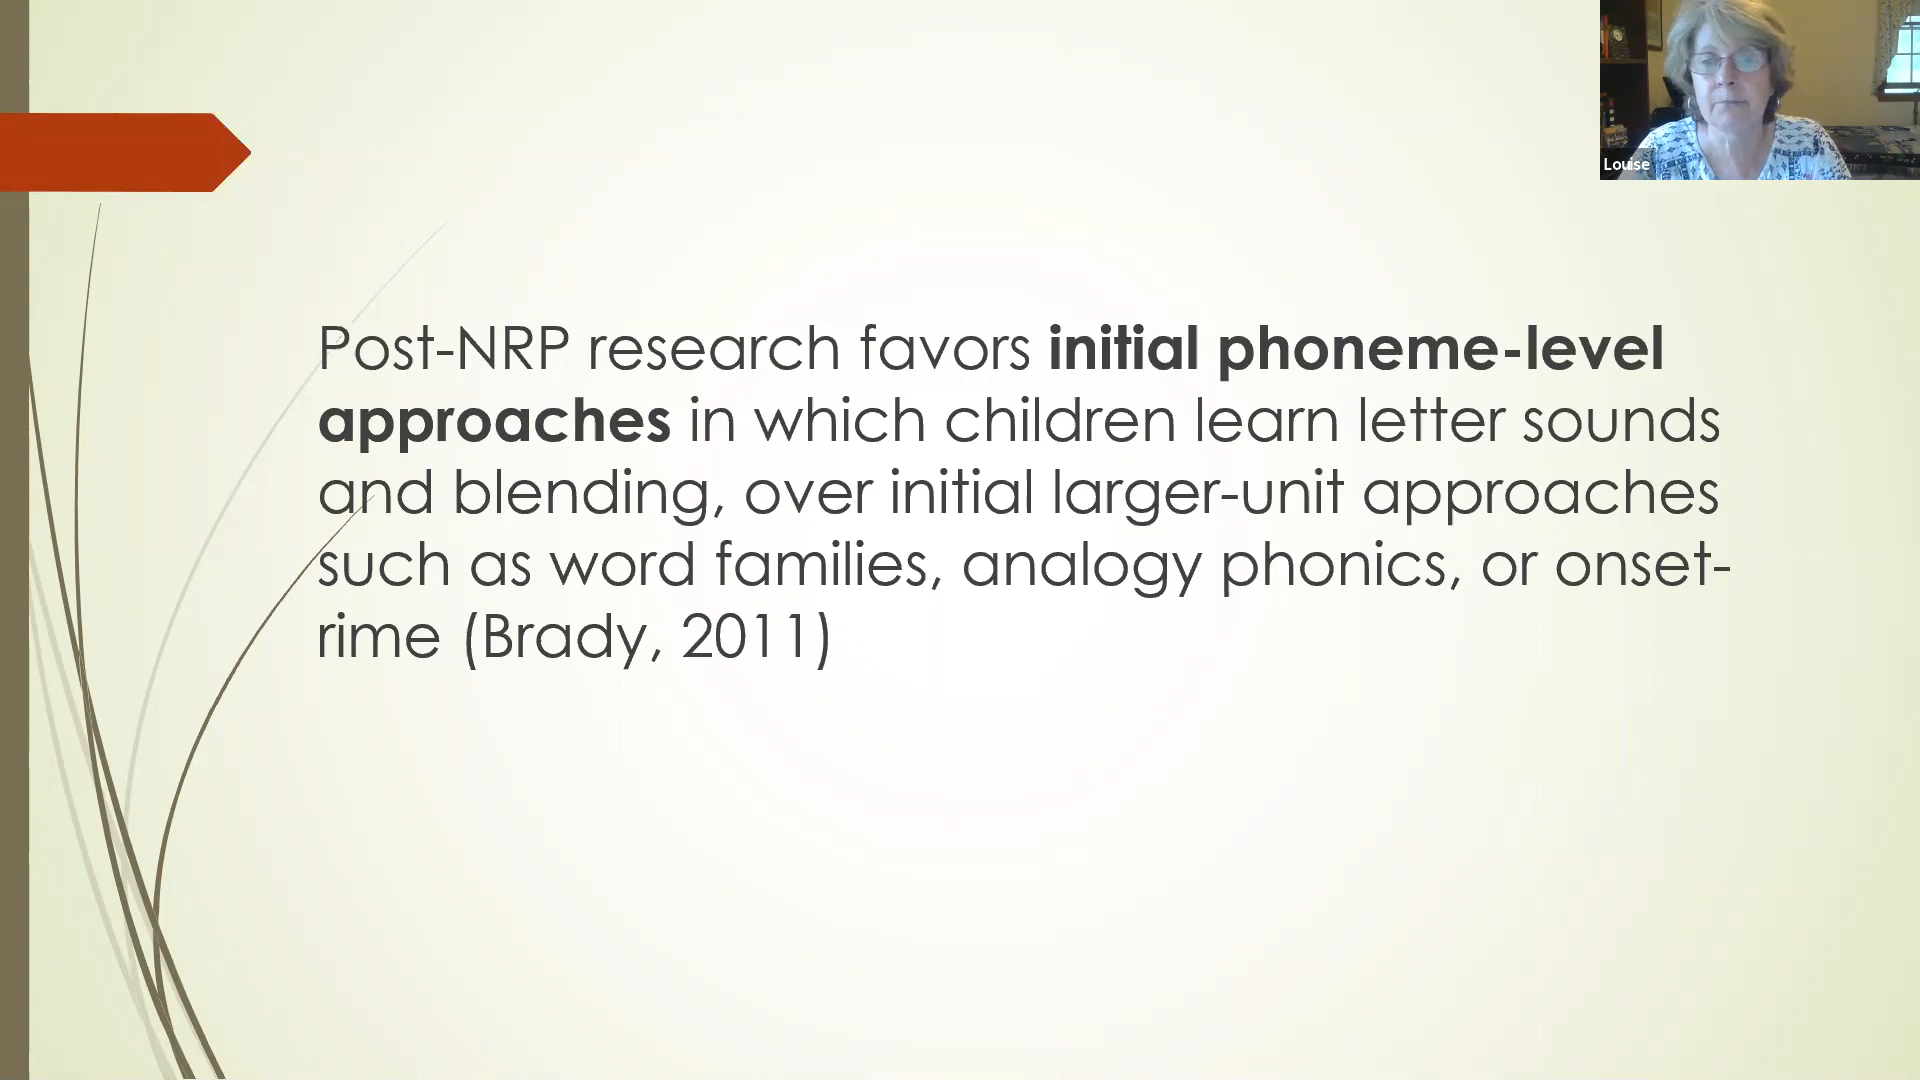 Louise
Post-NRP research favors initial phoneme-level
approaches in which children learn letter sounds
and blending, over initial larger-unit approaches
such as word families, analogy phonics, or onset-
rime (Brady, 2011)